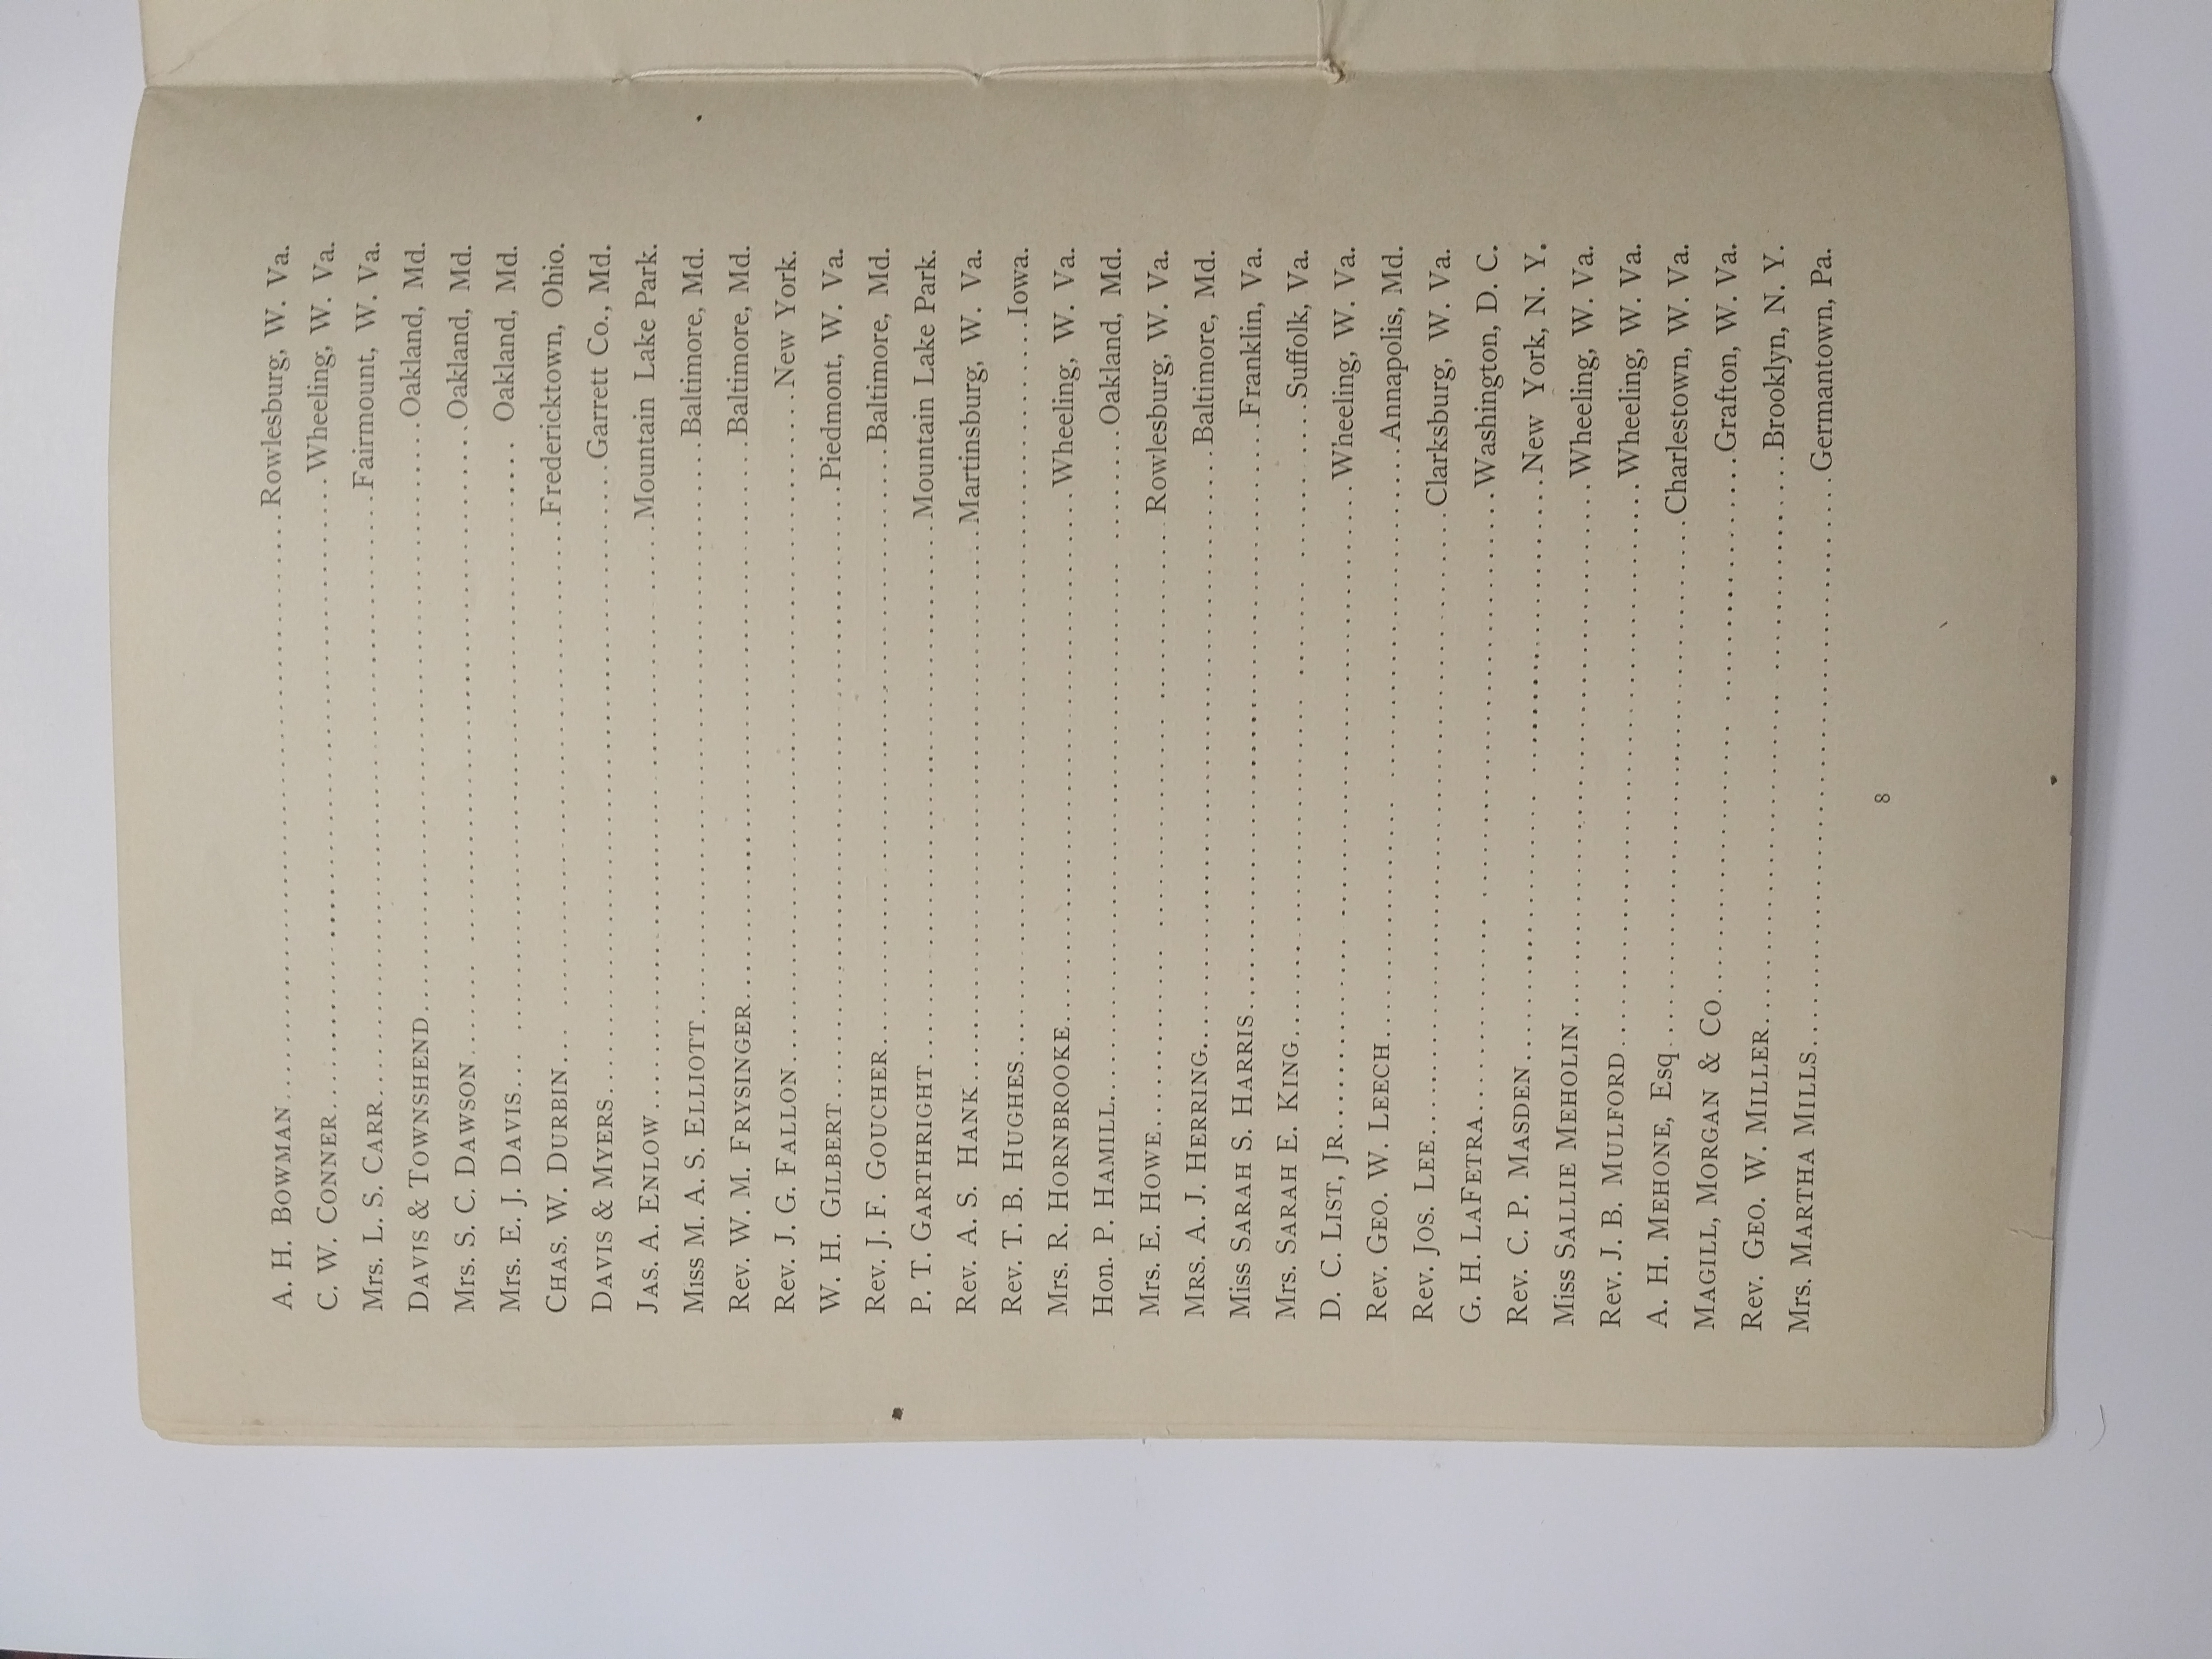 A. H. BOWMAN..........Rowlesburg, W. Va.
C. W. CONNER..........Wheeling, W. Va.
Mrs. L. S. CARR..........Fairmount, W. Va.
DAVIS & TOWNSHEND..........Oakland, Md.
Mrs. S. C. DAWSON..........Oakland, Md.
Mrs. E. J. DAVIS..........Oakland, Md.
CHAS. W. DURBIN..........Fredericktown, Ohio.
DAVIS & MYERS..........Garrett Co., Md.
JAS. A. ENLOW..........Mountain Lake Park.
Miss M. A. S. ELLIOTT..........Baltimore, Md.
Rev. W. M. FRYSINGER..........Baltimore, Md.
Rev. J. G. FALLON..........New York.
W. H. GILBERT..........Piedmont, W. Va.
Rev. J. F. GOUCHER..........Baltimore, Md.
P. T. GARTHRIGHT..........Mountain Lake Park.
Rev. A. S. HANK..........Martinsburg, W. Va.
Rev. T. B. HUGHES..........Iowa.
Mrs. R. HORNBROOKE..........Wheeling, W. Va.
Hon. P. HAMILL..........Oakland, Md.
Mrs. E. HOWE..........Rowlesburg, W. Va.
MRS. A. J. HERRING..........Baltimore, Md.
Miss SARAH S. HARRIS..........Franklin, Va.
Mrs. SARAH E. KING..........Suffolk, Va.
D. C. LIST, JR..........Wheeling, W. Va.
Rev. GEO. W. LEECH..........Annapolis, Md.
Rev. JOS. LEE..........Clarksburg, W. Va.
G. H. LAFETRA..........Washington, D. C.
Rev. C. P. MASDEN..........New York, N. Y.
Miss SALLIE MEHOLIN..........Wheeling, W. Va.
Rev. J. B. MULFORD..........Wheeling, W. Va.
A. H. MEHONE, Esq..........Charlestown, W. Va.
MAGILL, MORGAN & CO..........Grafton, W. Va.
Rev. GEO. W. MILLER..........Brooklyn, N. Y.
Mrs. MARTHA MILLS..........Germantown, Pa.
8